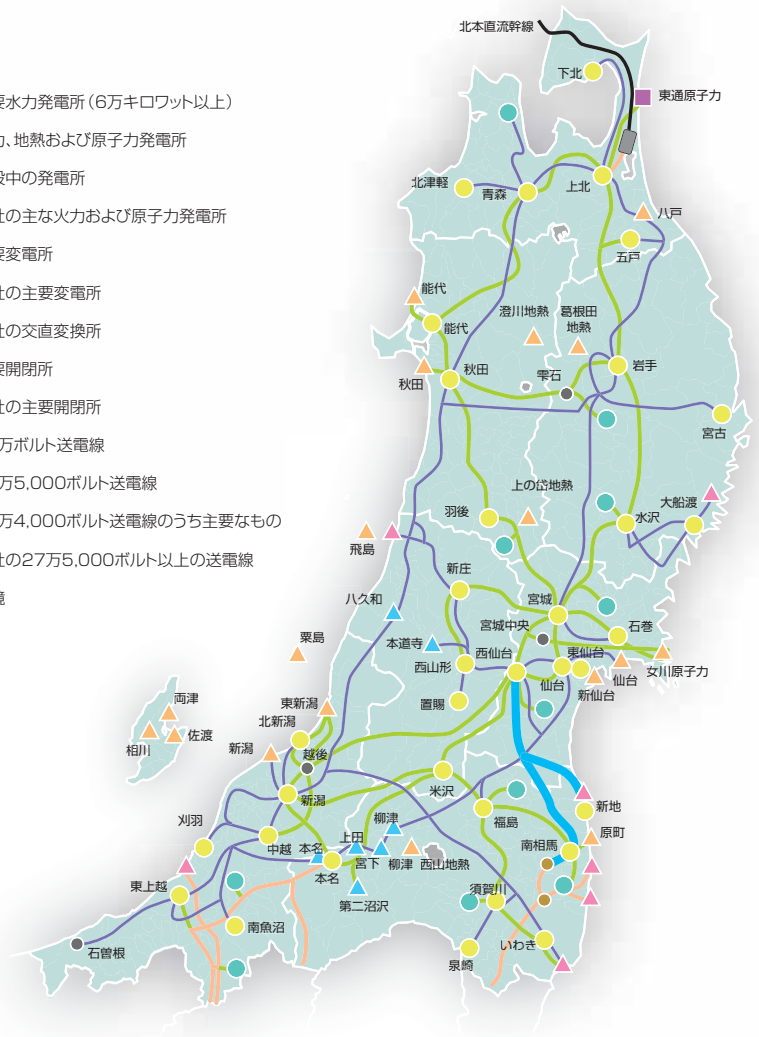 北本直流幹線
下北
要水力発電所（6万キロワット以上）
東通原子力
力、地熱および原子力発電所
設中の発電所
北津軽
青森
上北
社の主な火力および原子力発電所
八戸
要変電所
五戸
社の主要変電所
能代
澄川地熱
葛根田
地熱
社の交直変換所
能代
要開閉所
秋田
秋田
雫石
岩手
社の主要開閉所
宮古
万ボルト送電線
万5,000ボルト送電線
上の岱地熱
大船渡
羽後
水沢
万4,000ボルト送電線のうち主要なもの
飛島
社の27万5,000ボルト以上の送電線
新庄
境
八久和
宮城
宮城中央
石巻
粟島
本道寺
西仙台
東仙台
西山形
女川原子力
仙台
仙台
新仙台
両津
東新潟
置賜
北新潟
佐渡
相川
新潟
越後
米沢
新潟
新地
刈羽
柳津
福島
原町
上田
中越
本名
南相馬
宮下
柳津
西山地熱
本名
東上越
第二沼沢
須賀川
南魚沼
いわき
石曽根
泉崎